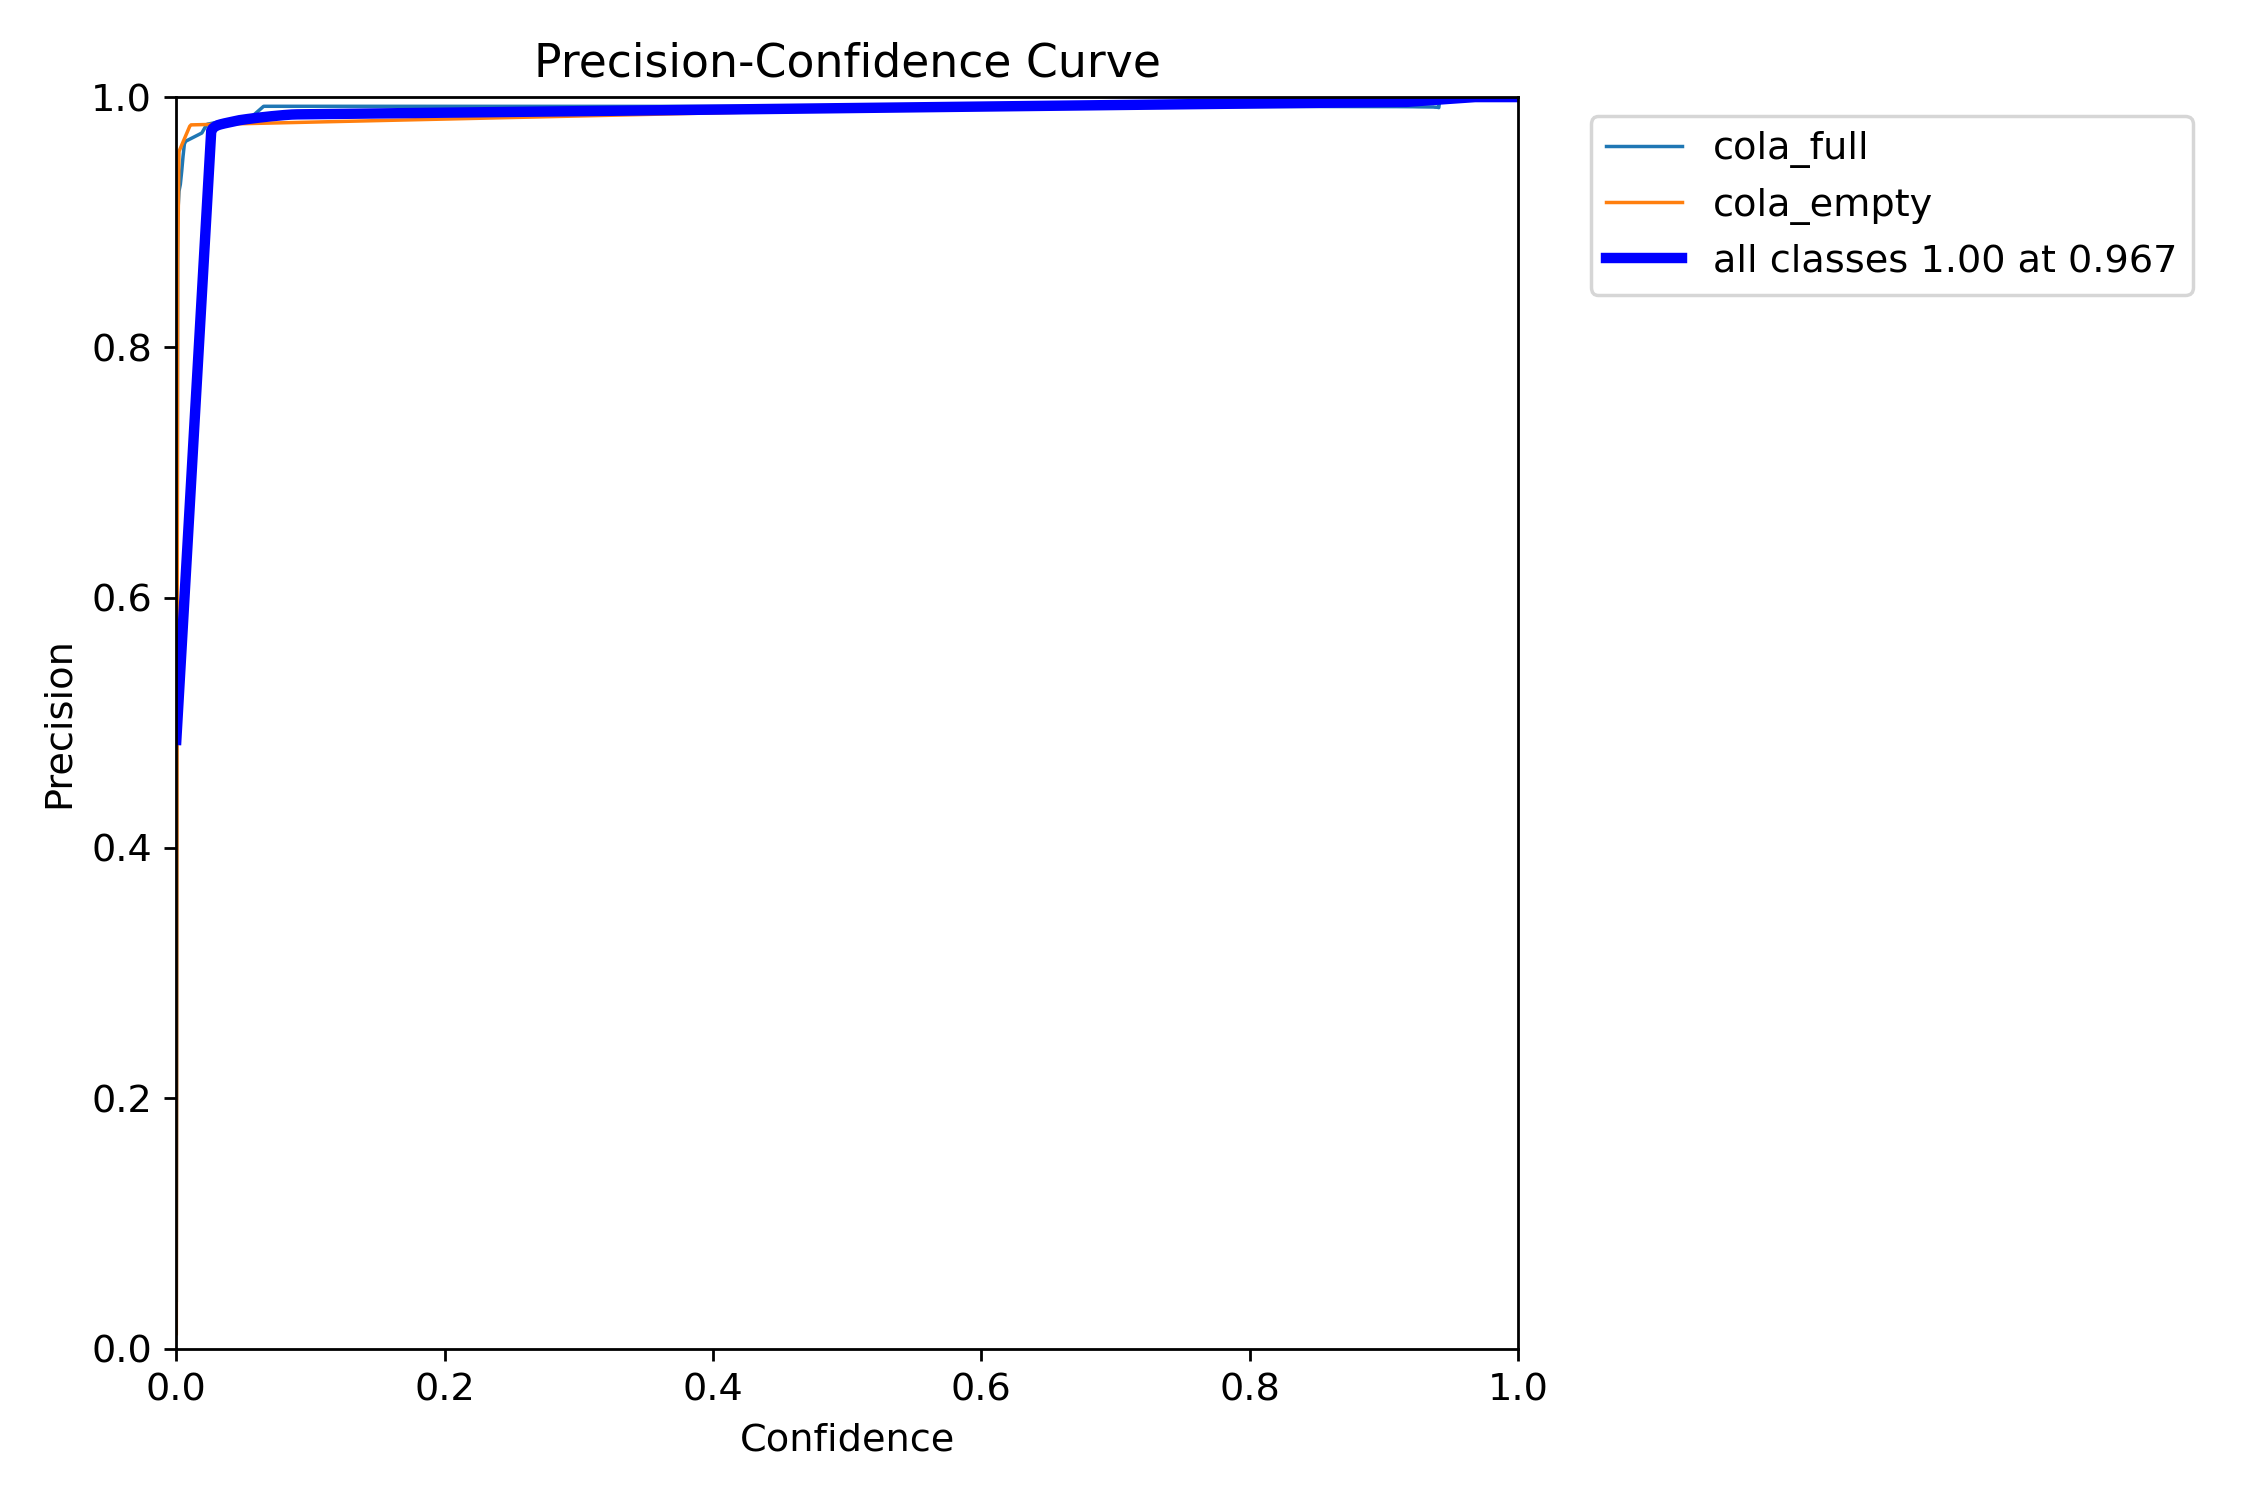 Precision-Confidence Curve
1.0
0.8
0.6
0.4
0.2
0.0
Precision
0.0 0.2 0.4 0.6 0.8 1.0
Confidence
cola_full
cola_empty
all classes 1.00 at 0.967